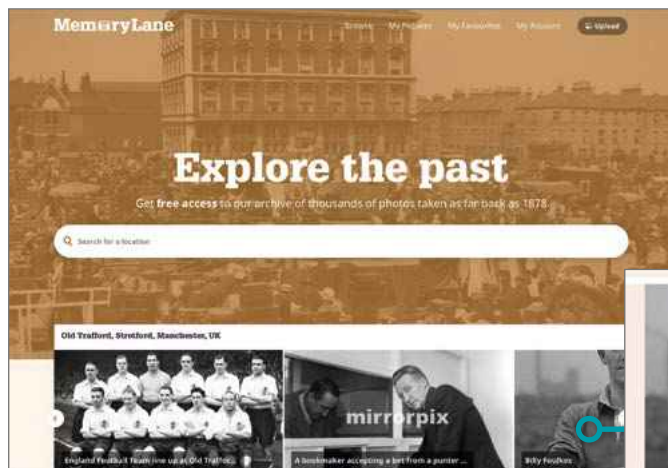 MemoryLane
My Pictures My Favourites My Account Upload
Explore the past
Get free access to our archive of thousands of photos taken as far back as 1878.
Search for a location
Old Trafford, Stretford, Manchester, UK
mirrorpix
England Football Team line up at Old Traffor...
A bookmaker accepting a bet from a punter ...
Billy Foulkes